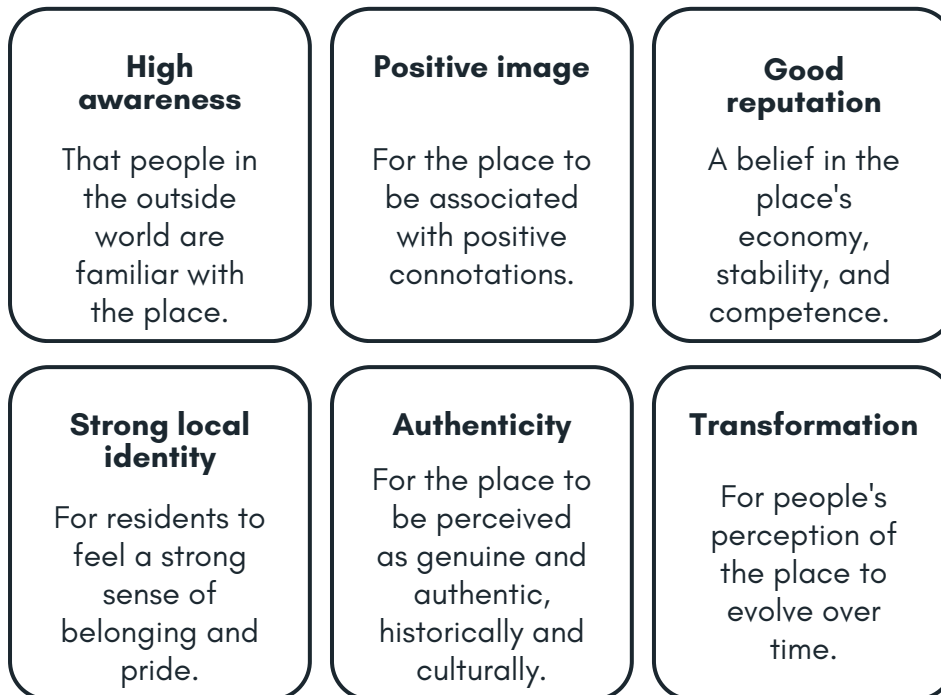 High
awareness
That people in
the outside
world are
familiar with
the place.
Positive image
For the place to
be associated
with positive
connotations.
Good
reputation
A belief in the
place's
economy,
stability, and
competence.
Strong local
identity
For residents to
feel a strong
sense of
belonging and
pride.
Authenticity
For the place to
be perceived
as genuine and
authentic,
historically and
culturally.
Transformation
For people's
perception of
the place to
evolve over
time.